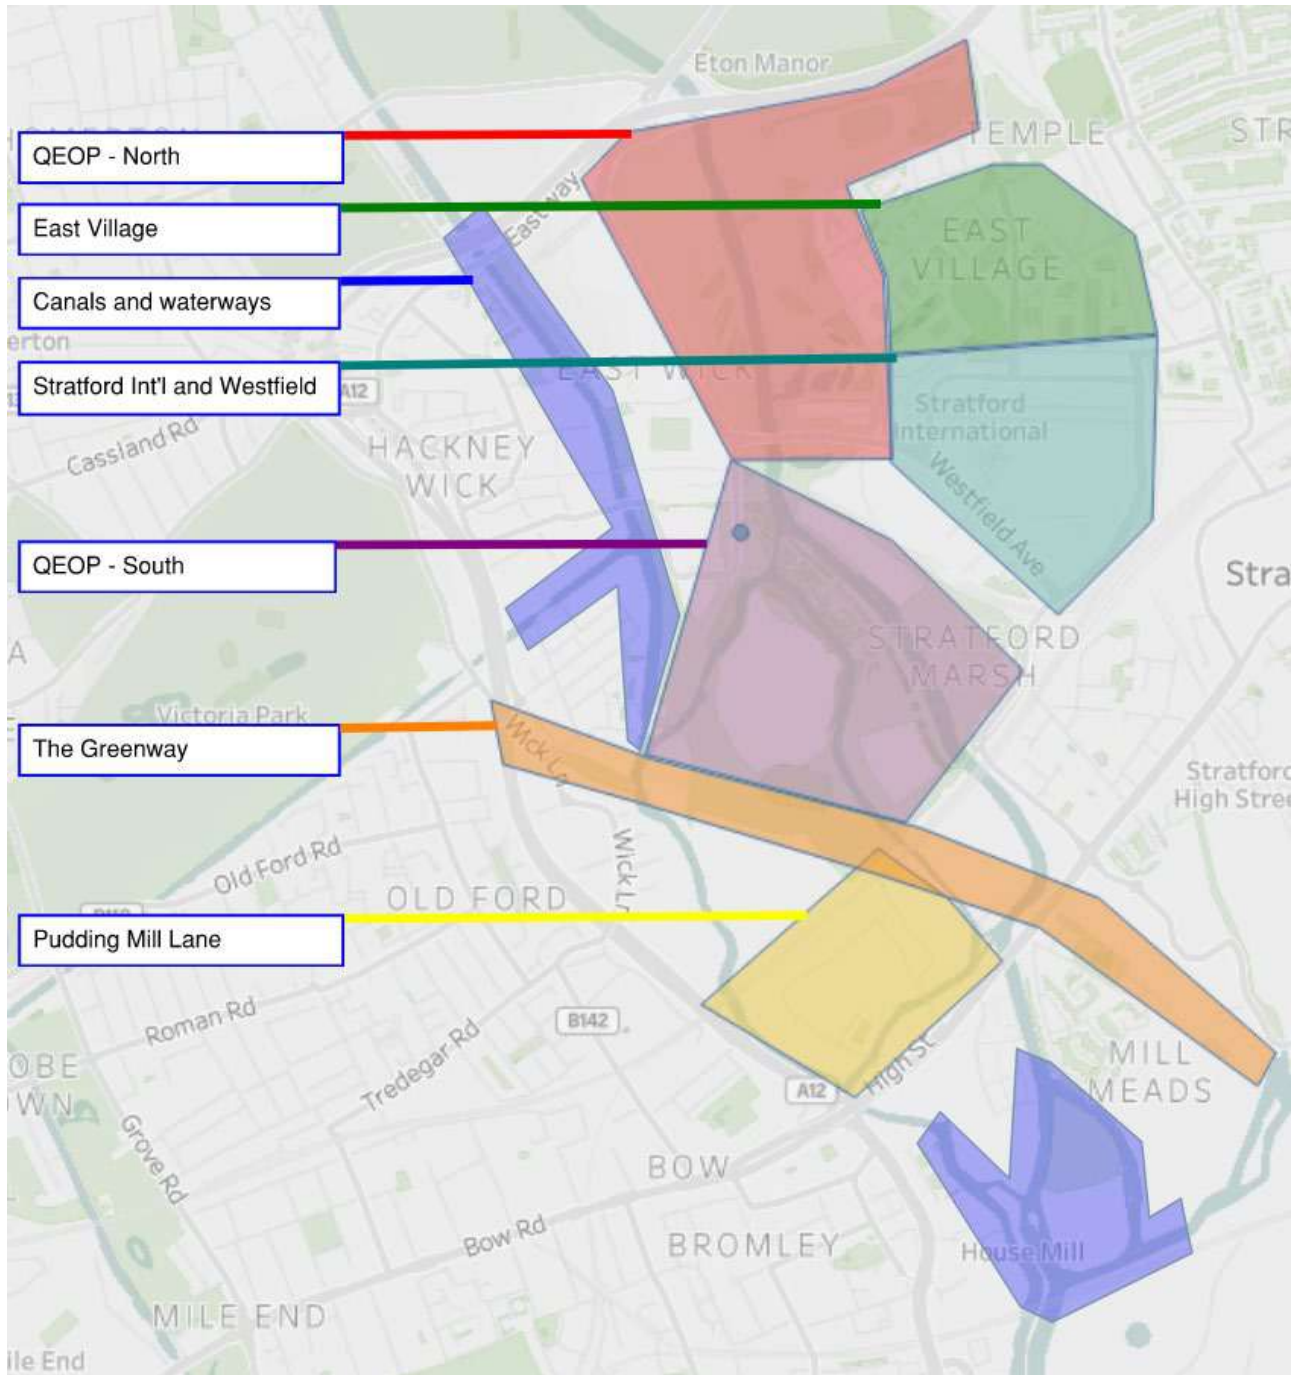 Eton Manor
HOMERTON
TEMPLE
STR
QEOP - North
Eastway
East Village
EAST
VILLAGE
Canals and waterways
erton
Stratford Int'l and Westfield
A12
EAST WICK
Stratford
International
Cassland Rd
HACKNEY
WICK
Westfield Ave
QEOP - South
Stra
STRATFORD
MARSH
A
Victoria Park
The Greenway
Wick Ln
Stratford
High Stree
Old Ford Rd
Wick Ln
OLD FORD
Pudding Mill Lane
Roman Rd
B142
Tredegar Rd
High St
A12
MILL
MEADS
OBE
OWN
Grove Rd
BOW
Bow Rd
BROMLEY
House Mill
MILE END
ile End